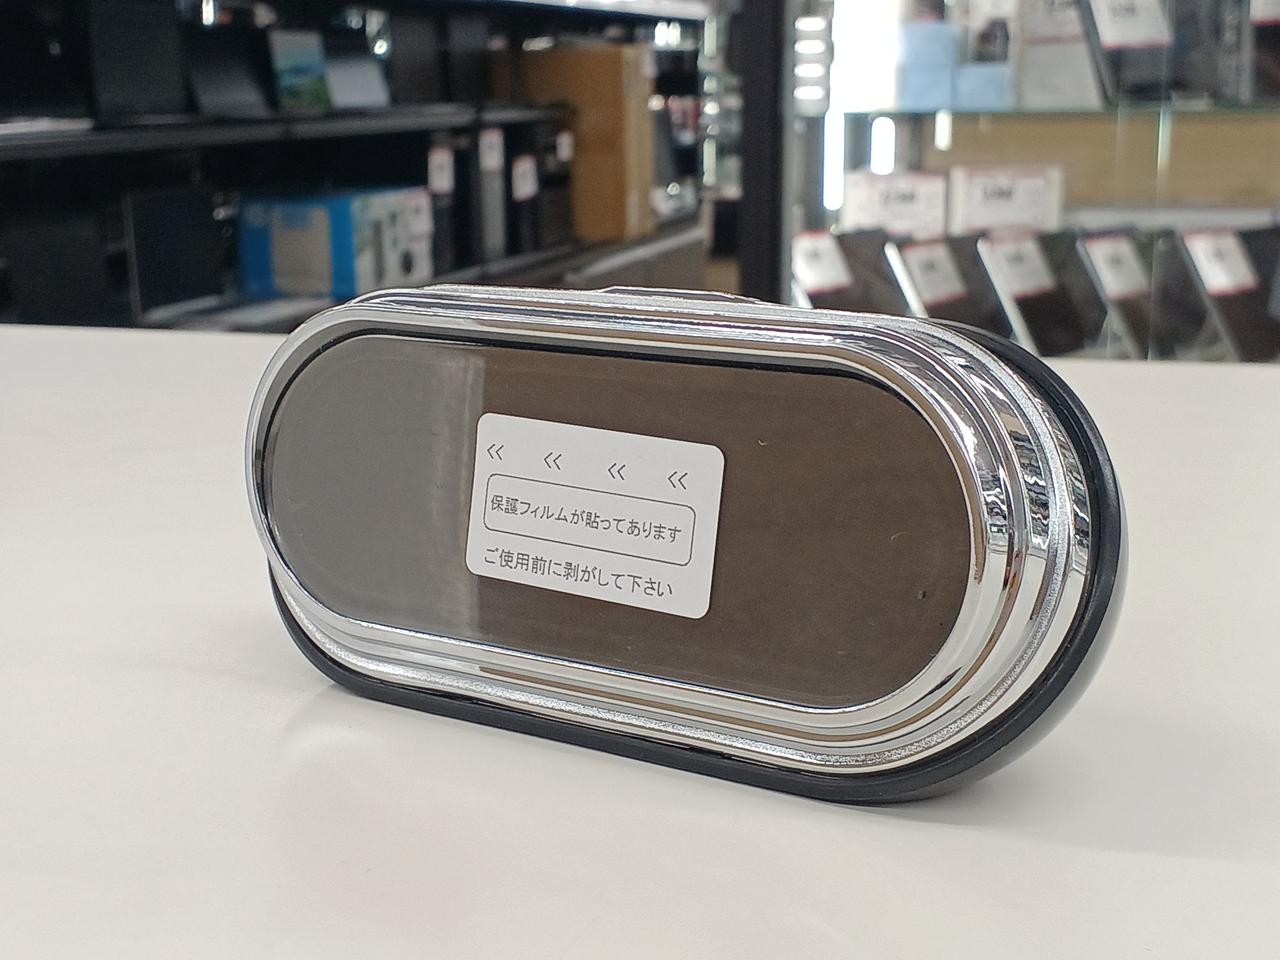 << << << <<
保護フィルムが貼ってあります
ご使用前に剥がして下さい